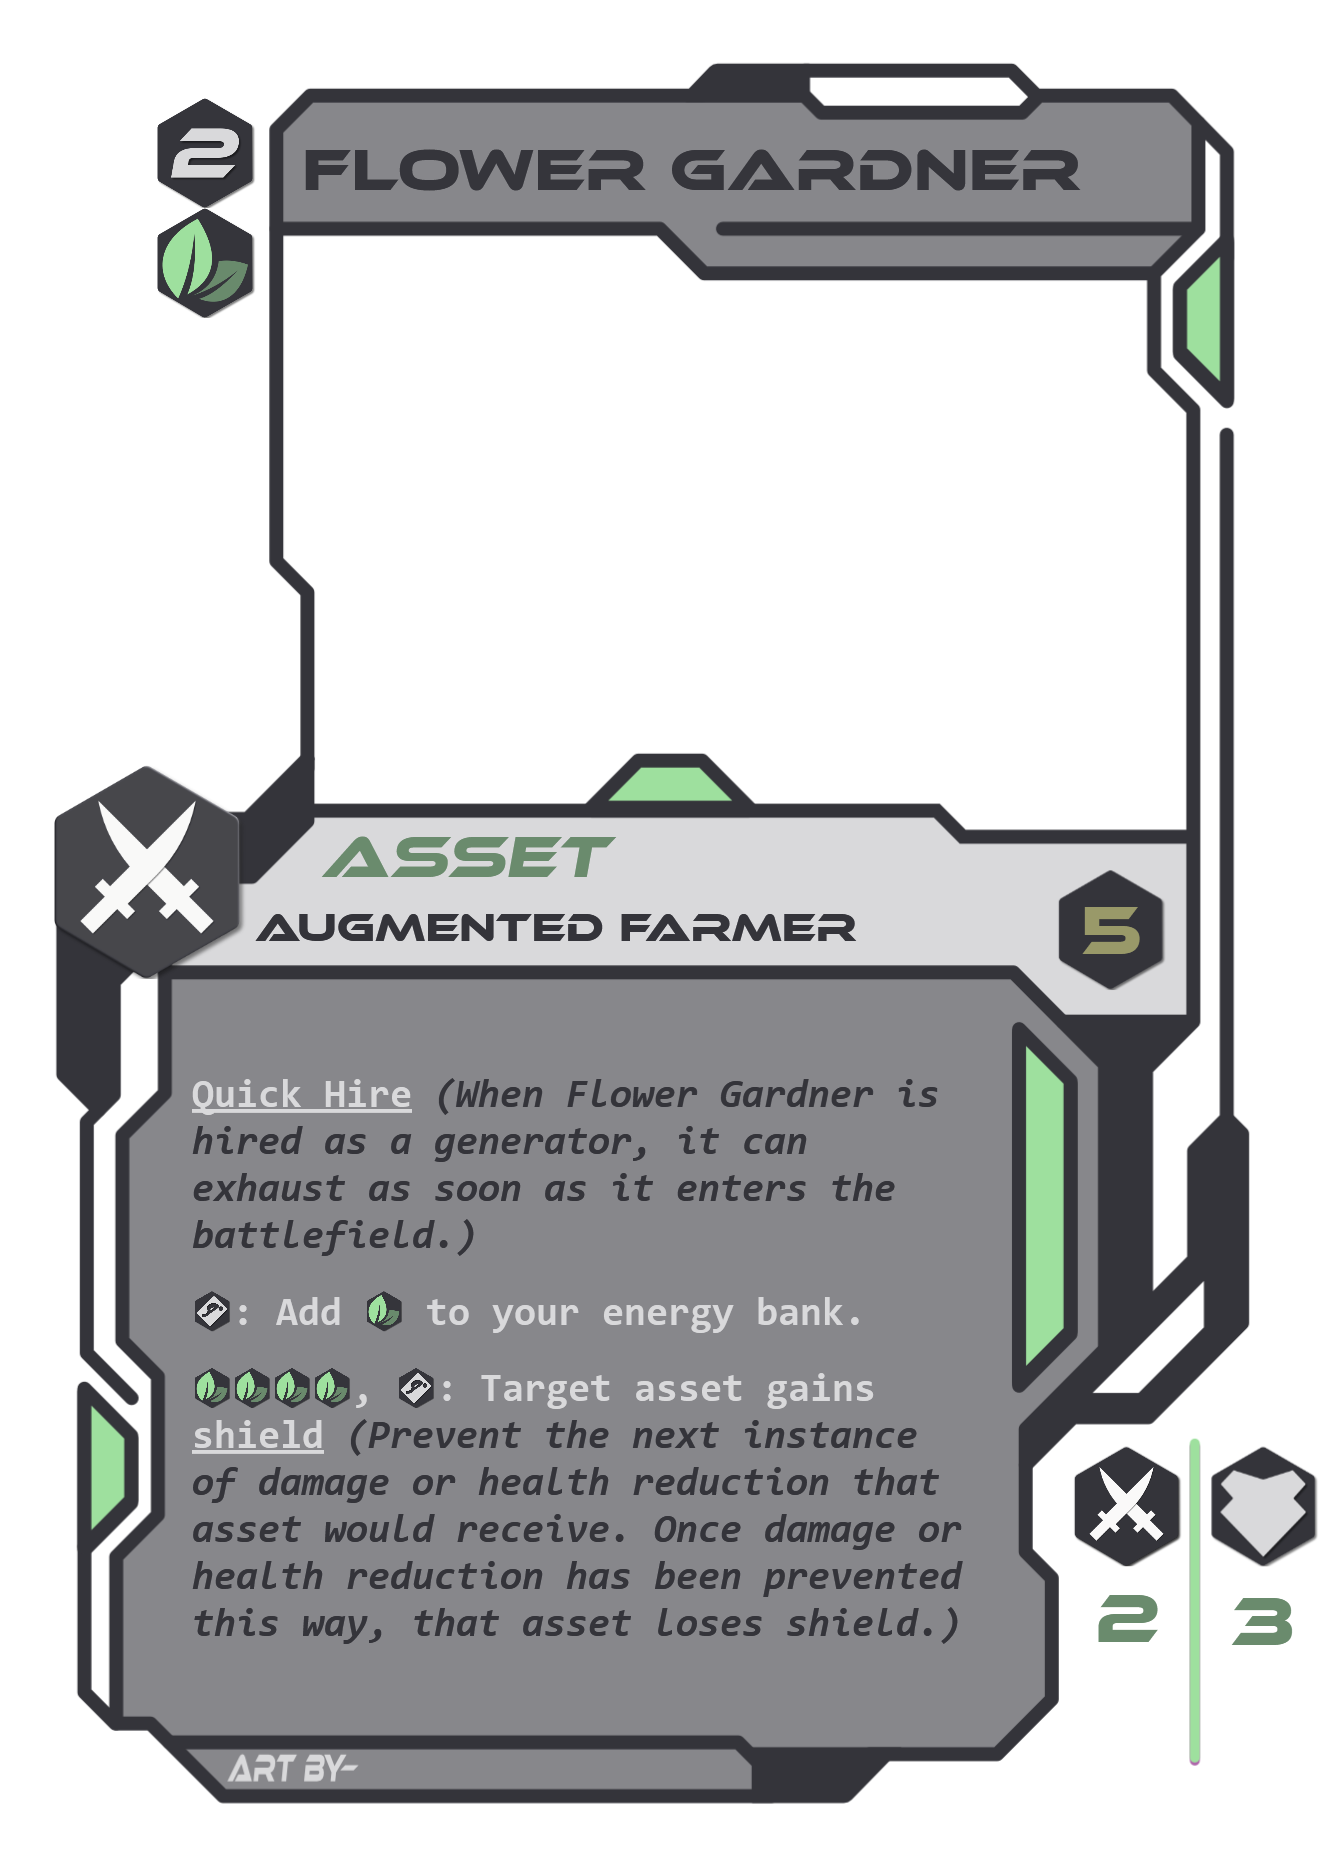 2
FLOWER GARDNER
ASSET
AUGMENTED FARMER
5
Quick Hire (When Flower Gardner is
hired as a generator, it can
exhaust as soon as it enters the
battlefield.)
: Add to your energy bank.
, : Target asset gains
shield (Prevent the next instance
of damage or health reduction that
asset would receive. Once damage or
health reduction has been prevented
this way, that asset loses shield.)
2 3
ART BY-